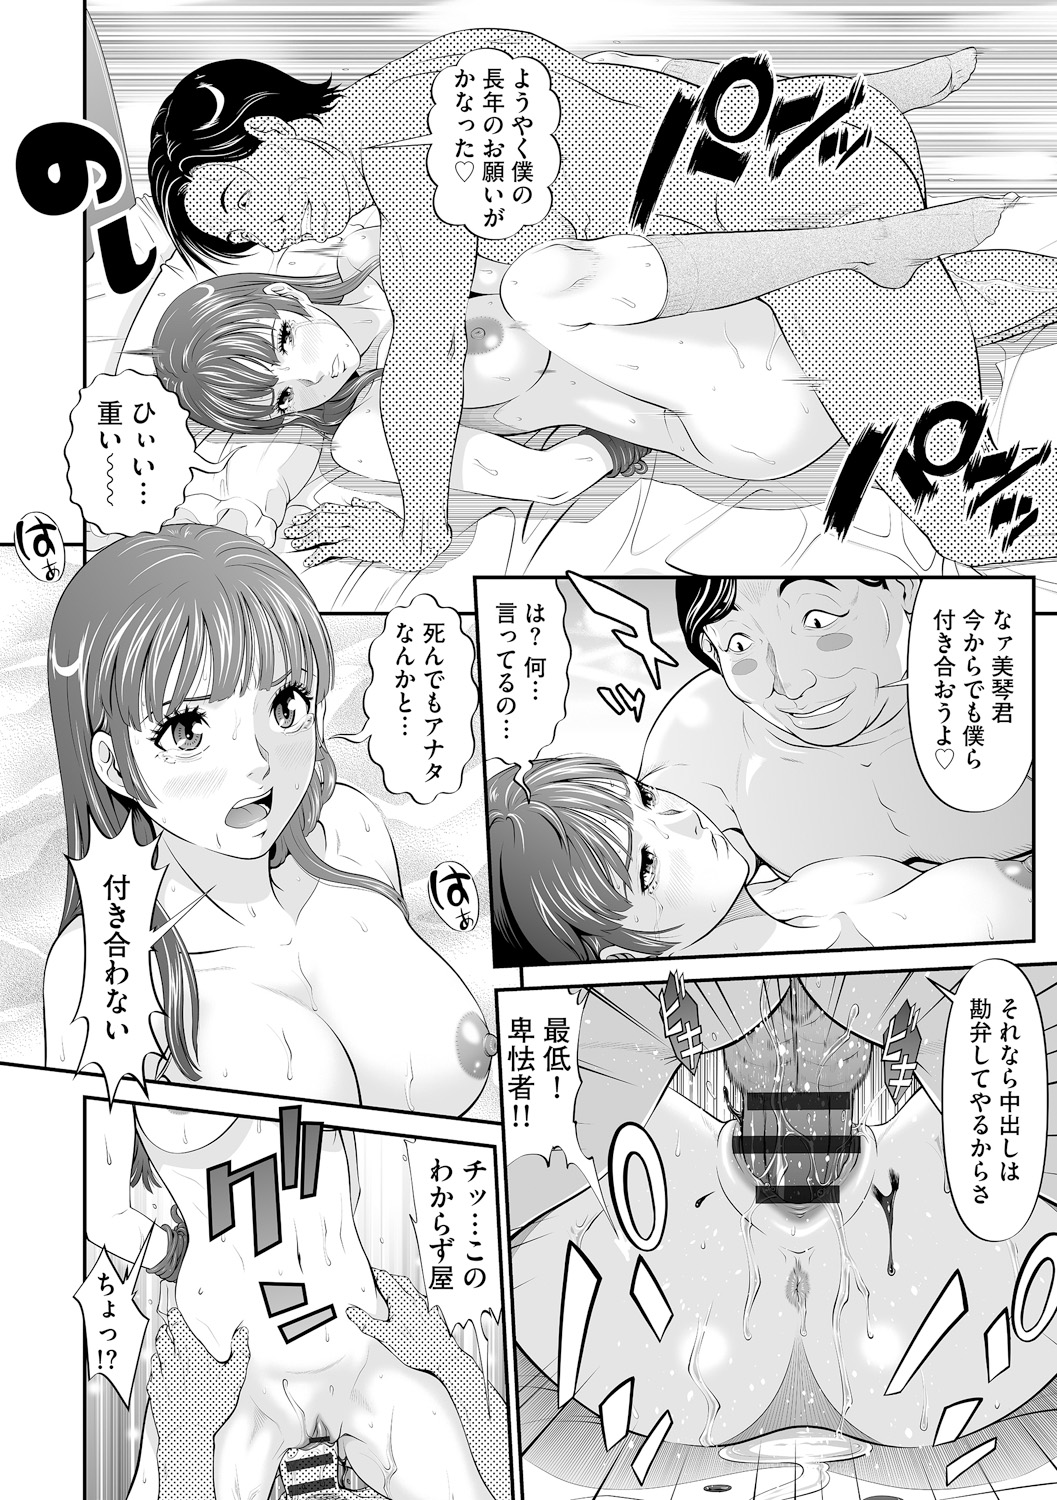 ようやく僕の
長年のお願いが
かなった♡
パンッ
パンッ
ひぃぃ…
重い～～
なァ美琴君
今からでも僕ら
付き合おうよ♡
は？何…
言ってるの…
はぁ
死んでもアナタ
なんかと…
付き合わない
はぁ
それなら中出しは
勘弁してやるからさ
最低！
卑怯者!!
チッ…この
わからず屋
グ
ン
ちょっ!?